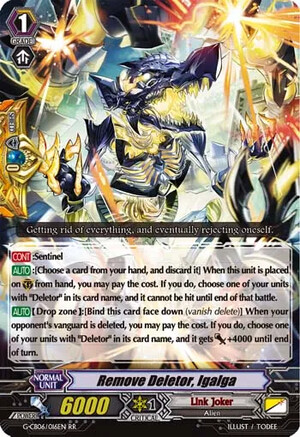 1
GRADE
Getting rid of everything, and eventually rejecting oneself.
CONT :Sentinel
AUTO :[Choose a card from your hand, and discard it] When this unit is placed
on from hand, you may pay the cost. If you do, choose one of your units
with "Deletor" in its card name, and it cannot be hit until end of that battle.
AUTO [Drop zone]:[Bind this card face down (vanish delete)] When your
opponent's vanguard is deleted, you may pay the cost. If you do, choose
one of your units with "Deletor" in its card name, and it gets +4000 until end
of turn.
NORMAL
UNIT
Remove Deletor, Igalga
POWER
6000
1
CRITICAL
Link Joker
Alien
G-CB06/016EN RR
ILLUST / TODEE